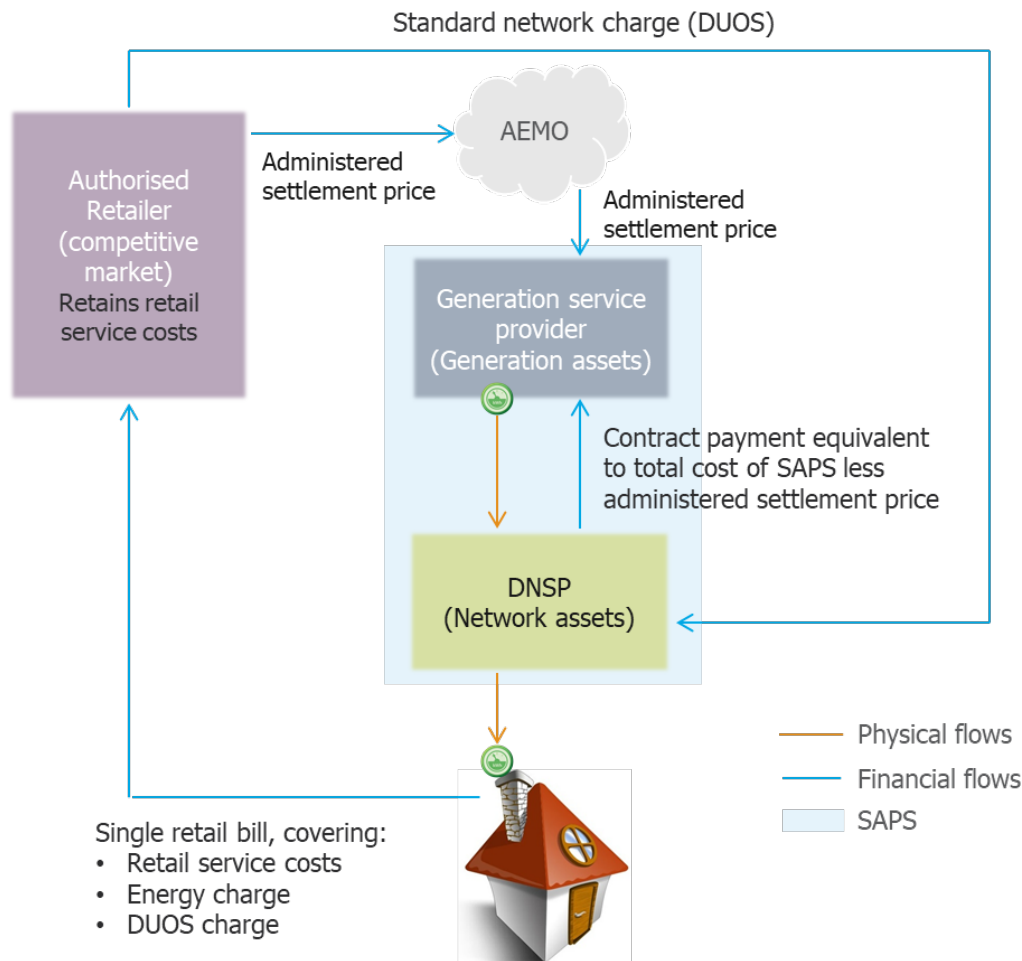 Standard network charge (DUOS)
AEMO
Authorised
Retailer
(competitive
market)
Retains retail
service costs
Administered
settlement price
Administered
settlement price
Generation service
provider
(Generation assets)
Contract payment equivalent
to total cost of SAPS less
administered settlement price
DNSP
(Network assets)
Physical flows
Financial flows
SAPS
Single retail bill, covering:
• Retail service costs
• Energy charge
• DUOS charge